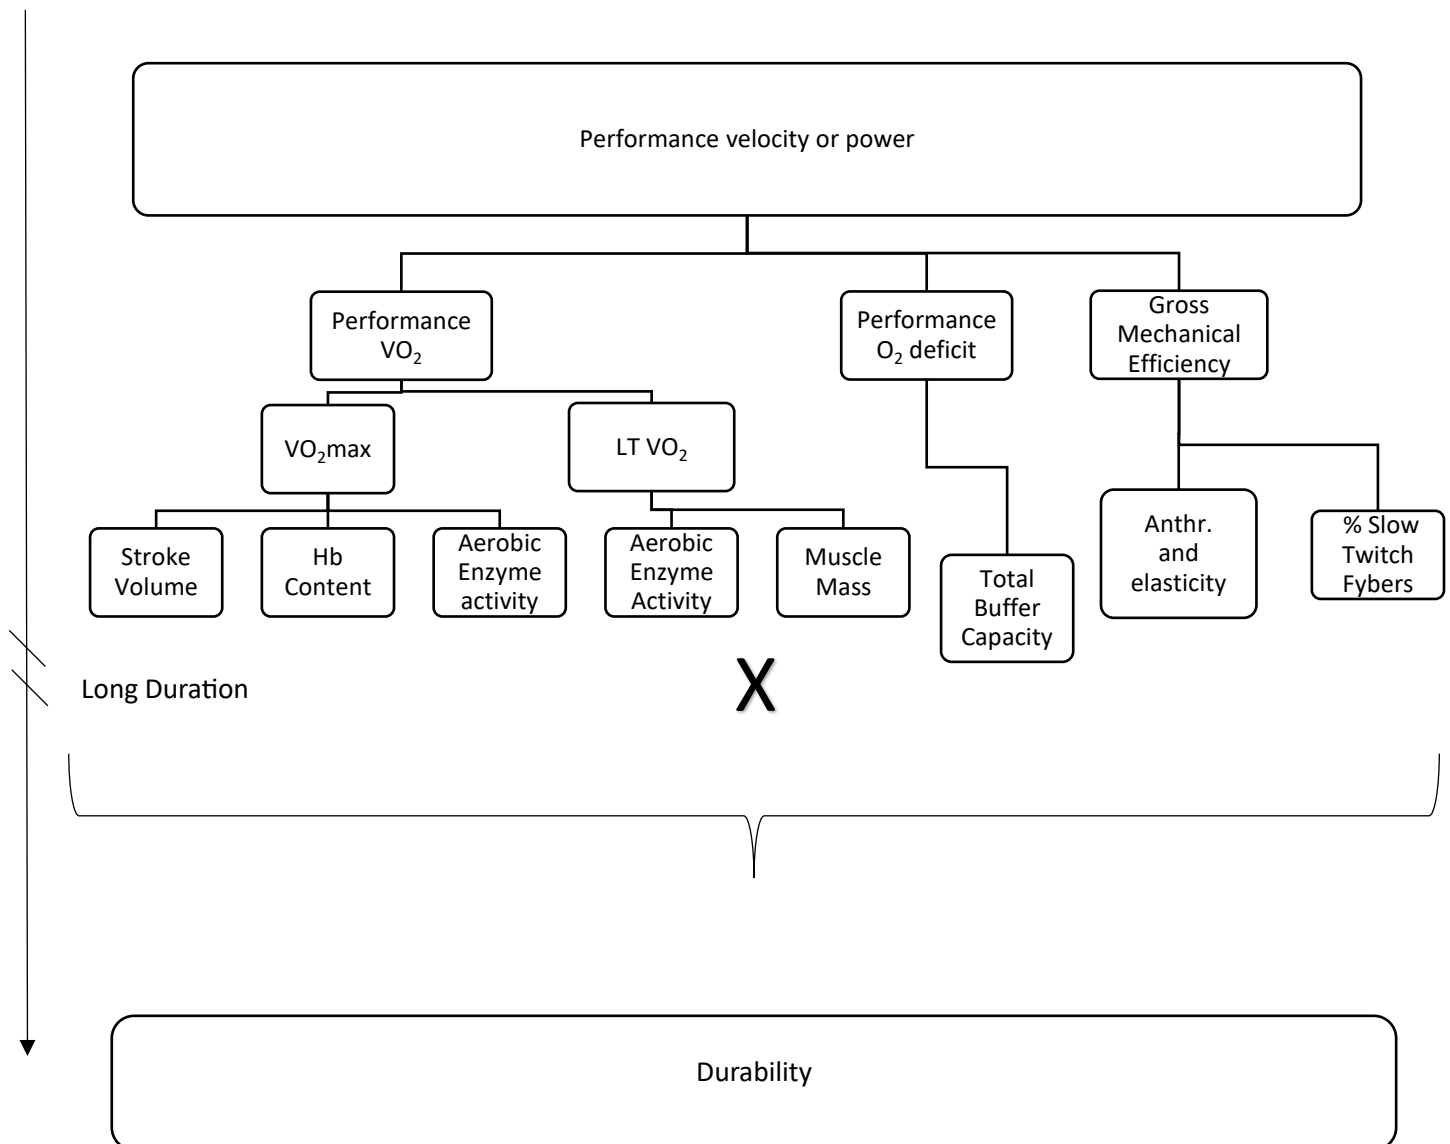 Performance velocity or power
Performance
VO₂
Performance
O₂ deficit
Gross
Mechanical
Efficiency
VO₂max
LT VO₂
Stroke
Volume
Hb
Content
Aerobic
Enzyme
activity
Aerobic
Enzyme
Activity
Muscle
Mass
Total
Buffer
Capacity
Anthr.
and
elasticity
% Slow
Twitch
Fybers
Long Duration
X
Durability